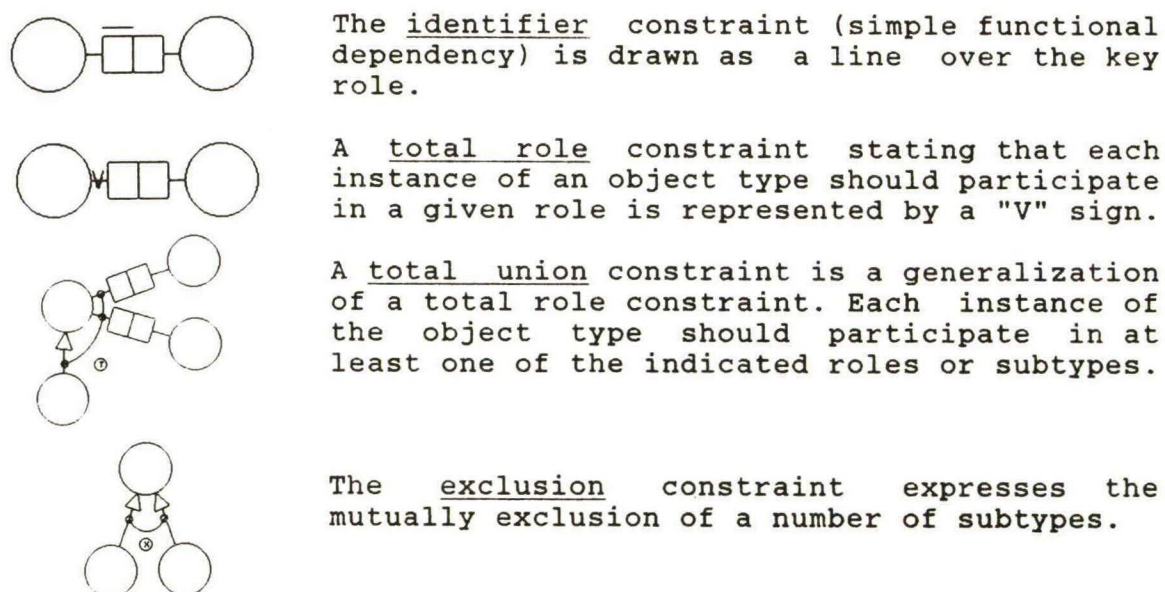 The identifier constraint (simple functional
dependency) is drawn as a line over the key
role.
A total role constraint stating that each
instance of an object type should participate
in a given role is represented by a "V" sign.
A total union constraint is a generalization
of a total role constraint. Each instance of
the object type should participate in at
least one of the indicated roles or subtypes.
T
The exclusion constraint expresses the
mutually exclusion of a number of subtypes.
X